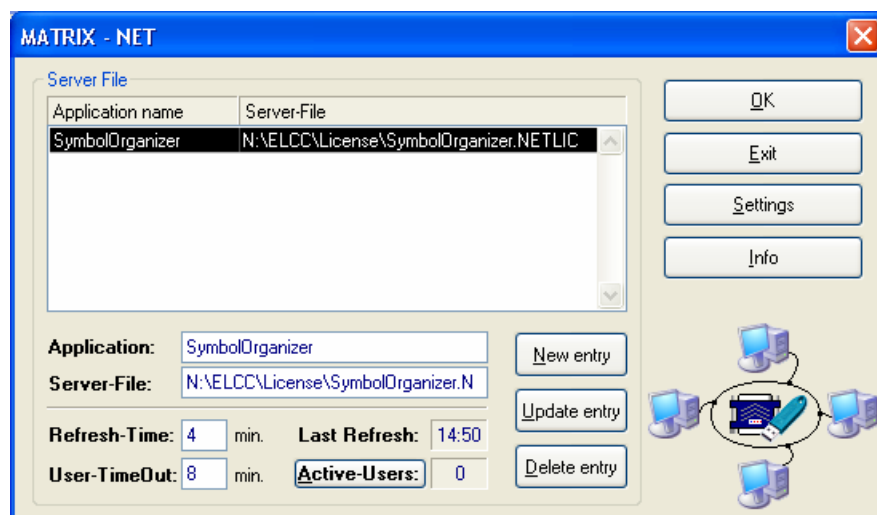 MATRIX - NET
Server File
Application name Server-File
SymbolOrganizer N:\ELCC\License\SymbolOrganizer.NETLIC
OK
Exit
Settings
Info
Application: SymbolOrganizer
Server-File: N:\ELCC\License\SymbolOrganizer.N
New entry
Update entry
Delete entry
Refresh-Time: 4 min. Last Refresh: 14:50
User-TimeOut: 8 min. Active-Users: 0